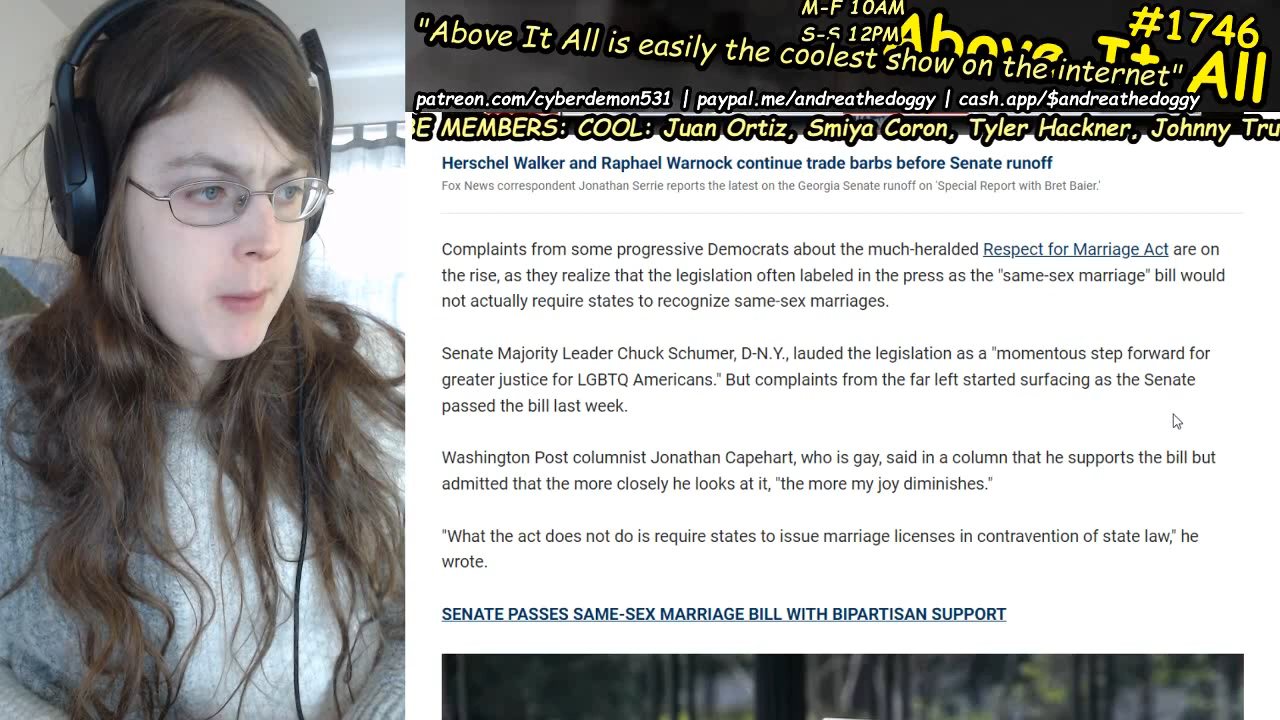 M-F 10AM
S-S 12PM
#1746
Above It All
"Above It All is easily the coolest show on the internet"
patreon.com/cyberdemon531 | paypal.me/andreathedoggy | cash.app/$andreathedoggy
BE MEMBERS: COOL: Juan Ortiz, Smiya Coron, Tyler Hackner, Johnny Tru
Herschel Walker and Raphael Warnock continue trade barbs before Senate runoff
Fox News correspondent Jonathan Serrie reports the latest on the Georgia Senate runoff on 'Special Report with Bret Baier.'
Complaints from some progressive Democrats about the much-heralded Respect for Marriage Act are on
the rise, as they realize that the legislation often labeled in the press as the "same-sex marriage" bill would
not actually require states to recognize same-sex marriages.
Senate Majority Leader Chuck Schumer, D-N.Y., lauded the legislation as a "momentous step forward for
greater justice for LGBTQ Americans." But complaints from the far left started surfacing as the Senate
passed the bill last week.
Washington Post columnist Jonathan Capehart, who is gay, said in a column that he supports the bill but
admitted that the more closely he looks at it, "the more my joy diminishes."
"What the act does not do is require states to issue marriage licenses in contravention of state law," he
wrote.
SENATE PASSES SAME-SEX MARRIAGE BILL WITH BIPARTISAN SUPPORT